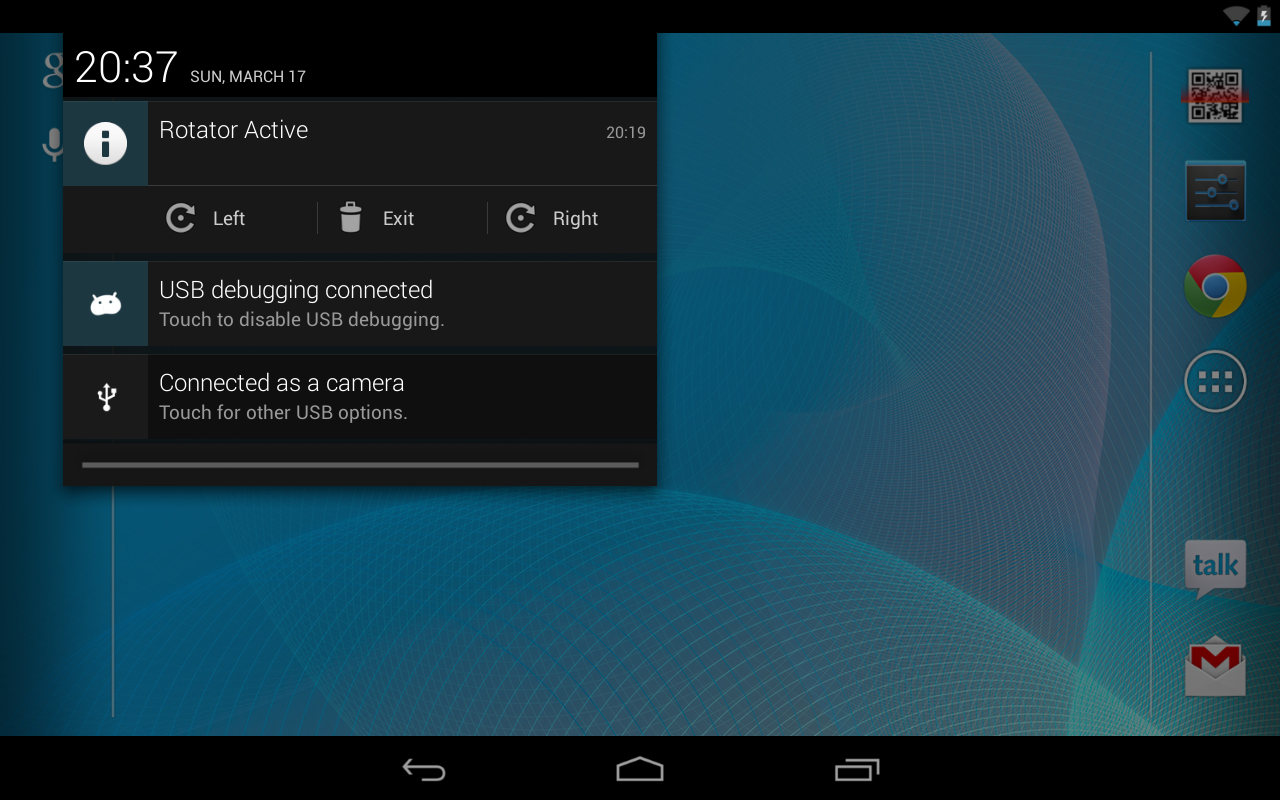 20:37 SUN, MARCH 17
g
Rotator Active 20:19
Left Exit Right
USB debugging connected
Touch to disable USB debugging.
Connected as a camera
Touch for other USB options.
talk